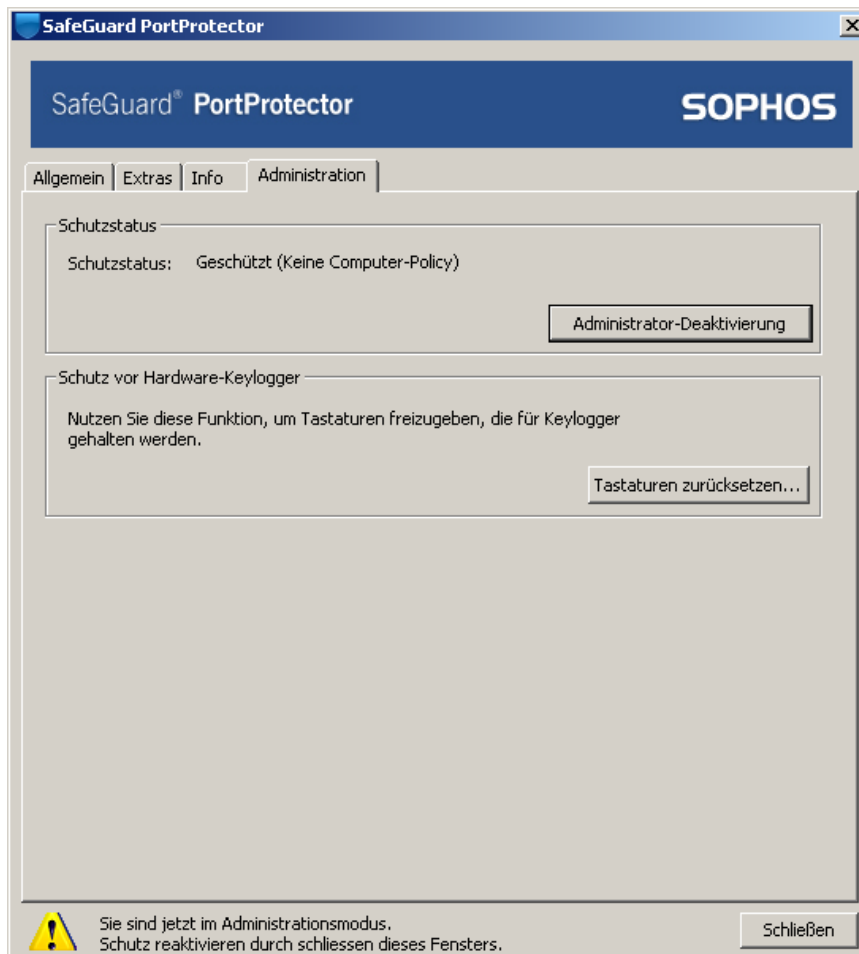 SafeGuard PortProtector
SafeGuard® PortProtector
SOPHOS
Allgemein Extras Info Administration
Schutzstatus
Schutzstatus: Geschützt (Keine Computer-Policy)
Administrator-Deaktivierung
Schutz vor Hardware-Keylogger
Nutzen Sie diese Funktion, um Tastaturen freizugeben, die für Keylogger
gehalten werden.
Tastaturen zurücksetzen...
Sie sind jetzt im Administrationsmodus.
Schutz reaktivieren durch schliessen dieses Fensters.
Schließen